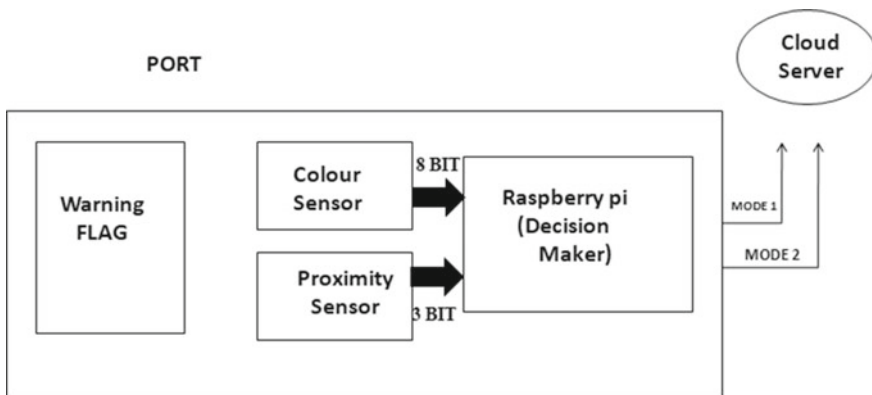 Cloud
Server
PORT
Warning
FLAG
Colour
Sensor
8 BIT
Proximity
Sensor
3 BIT
Raspberry pi
(Decision
Maker)
MODE 1
MODE 2